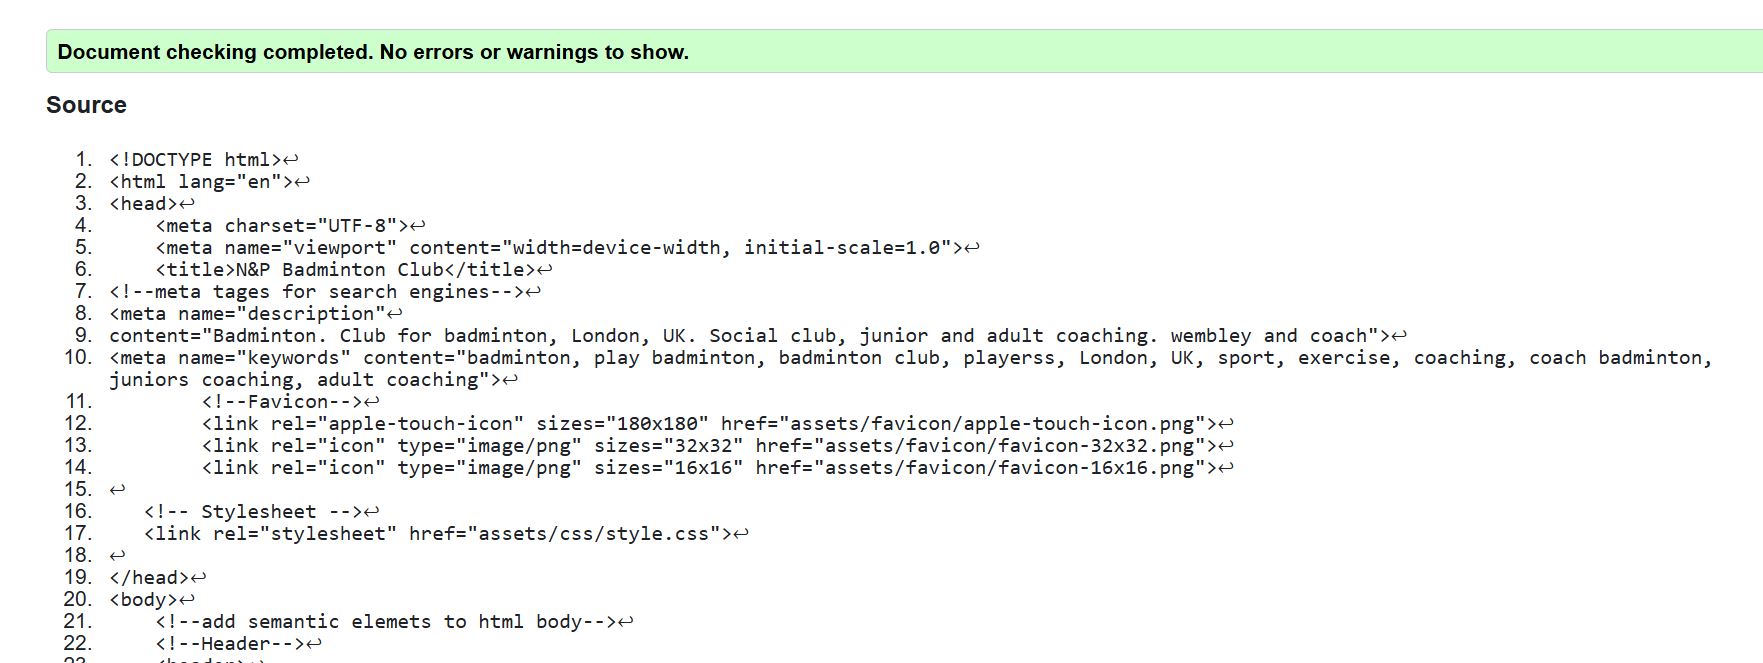 Document checking completed. No errors or warnings to show.
Source
1. <!DOCTYPE html>↩
2. <html lang="en">↩
3. <head>↩
4.     <meta charset="UTF-8">↩
5.     <meta name="viewport" content="width=device-width, initial-scale=1.0">↩
6.     <title>N&P Badminton Club</title>↩
7. <!--meta tages for search engines-->↩
8. <meta name="description"↩
9. content="Badminton. Club for badminton, London, UK. Social club, junior and adult coaching. wembley and coach">↩
10. <meta name="keywords" content="badminton, play badminton, badminton club, playerss, London, UK, sport, exercise, coaching, coach badminton,
juniors coaching, adult coaching">↩
11.         <!--Favicon-->↩
12.         <link rel="apple-touch-icon" sizes="180x180" href="assets/favicon/apple-touch-icon.png">↩
13.         <link rel="icon" type="image/png" sizes="32x32" href="assets/favicon/favicon-32x32.png">↩
14.         <link rel="icon" type="image/png" sizes="16x16" href="assets/favicon/favicon-16x16.png">↩
15. ↩
16.    <!-- Stylesheet -->↩
17.    <link rel="stylesheet" href="assets/css/style.css">↩
18. ↩
19. </head>↩
20. <body>↩
21.     <!--add semantic elemets to html body-->↩
22.     <!--Header-->↩
23.     <header>↩